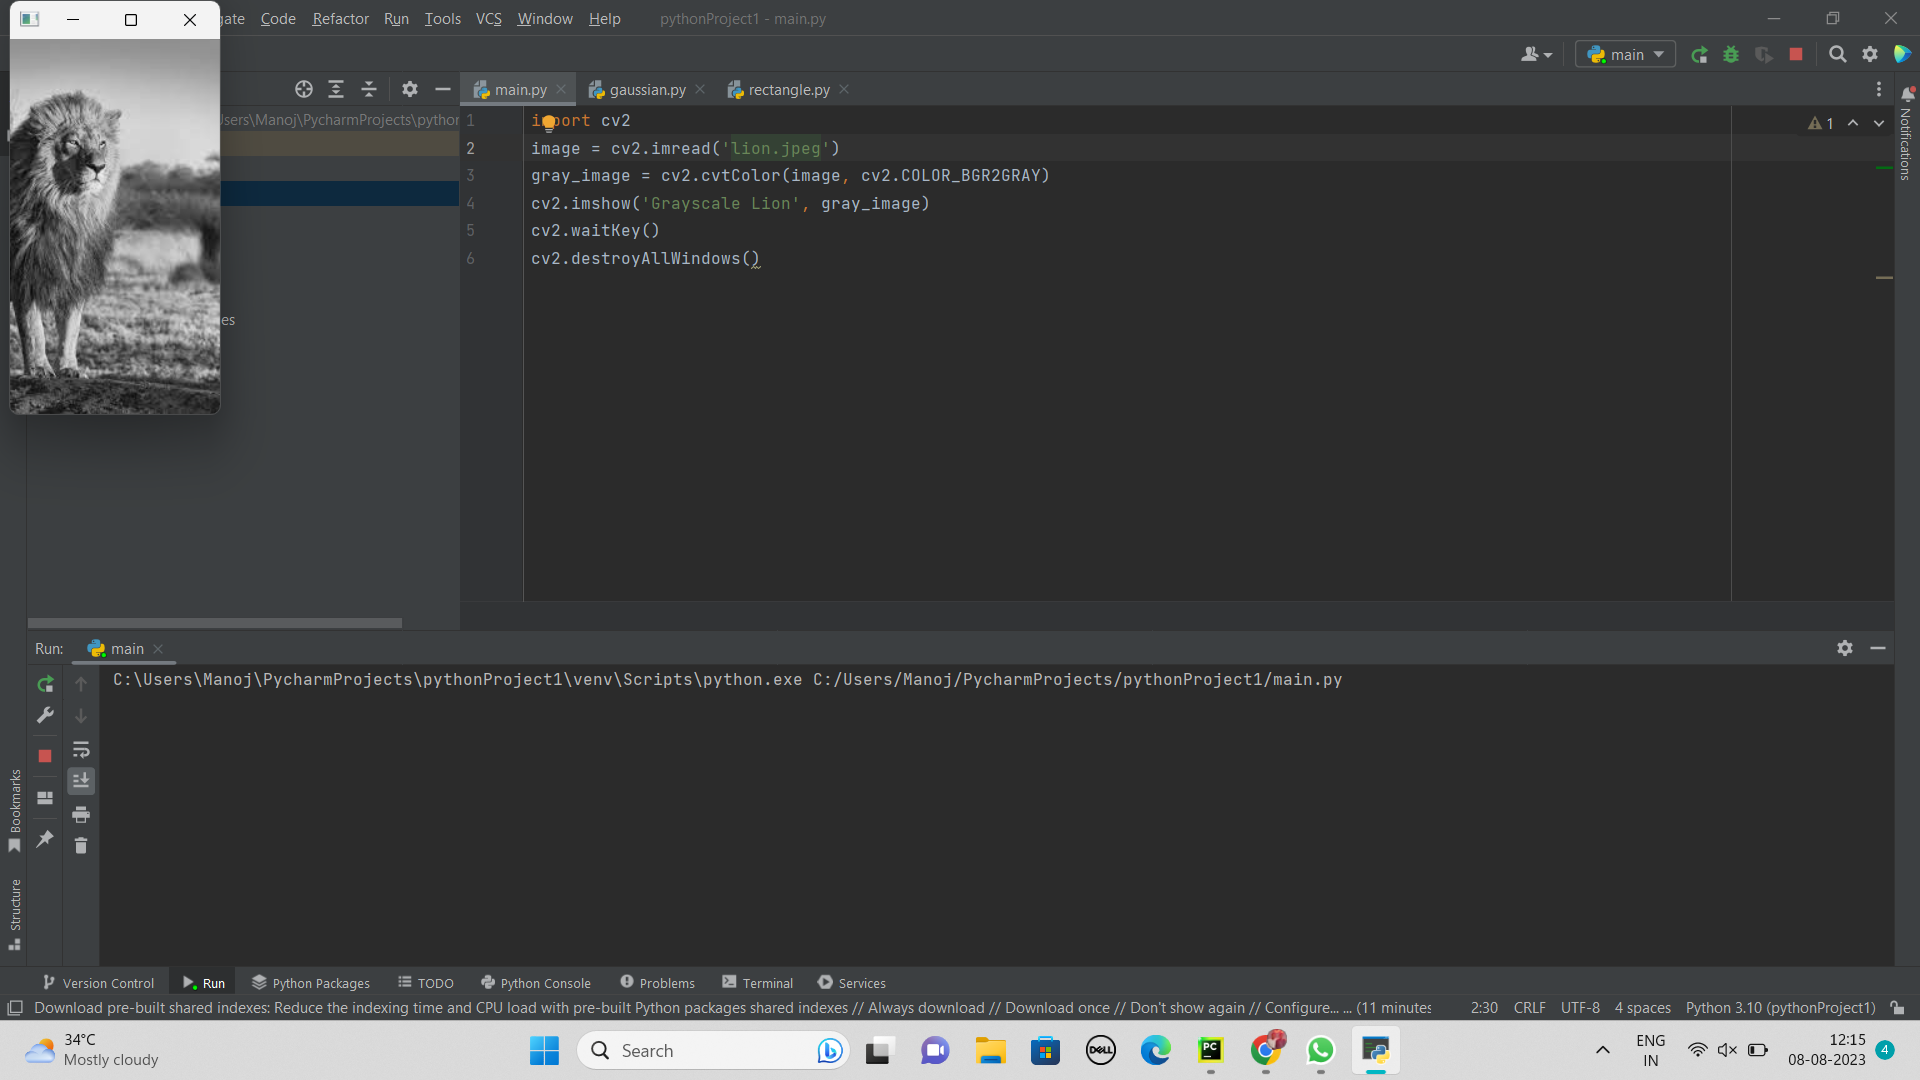 gate Code Refactor Run Tools VCS Window Help pythonProject1 - main.py
main
main.py gaussian.py rectangle.py
sers\Manoj\PycharmProjects\python
es
1 import cv2
2 image = cv2.imread('lion.jpeg')
3 gray_image = cv2.cvtColor(image, cv2.COLOR_BGR2GRAY)
4 cv2.imshow('Grayscale Lion', gray_image)
5 cv2.waitKey()
6 cv2.destroyAllWindows()
1
Notifications
Run: main
C:\Users\Manoj\PycharmProjects\pythonProject1\venv\Scripts\python.exe C:/Users/Manoj/PycharmProjects/pythonProject1/main.py
Bookmarks
Structure
Version Control Run Python Packages TODO Python Console Problems Terminal Services
Download pre-built shared indexes: Reduce the indexing time and CPU load with pre-built Python packages shared indexes // Always download // Download once // Don't show again // Configure... ... (11 minutes 2:30 CRLF UTF-8 4 spaces Python 3.10 (pythonProject1)
34°C
Mostly cloudy
Search
DELL
PC
ENG
IN
12:15
08-08-2023
4